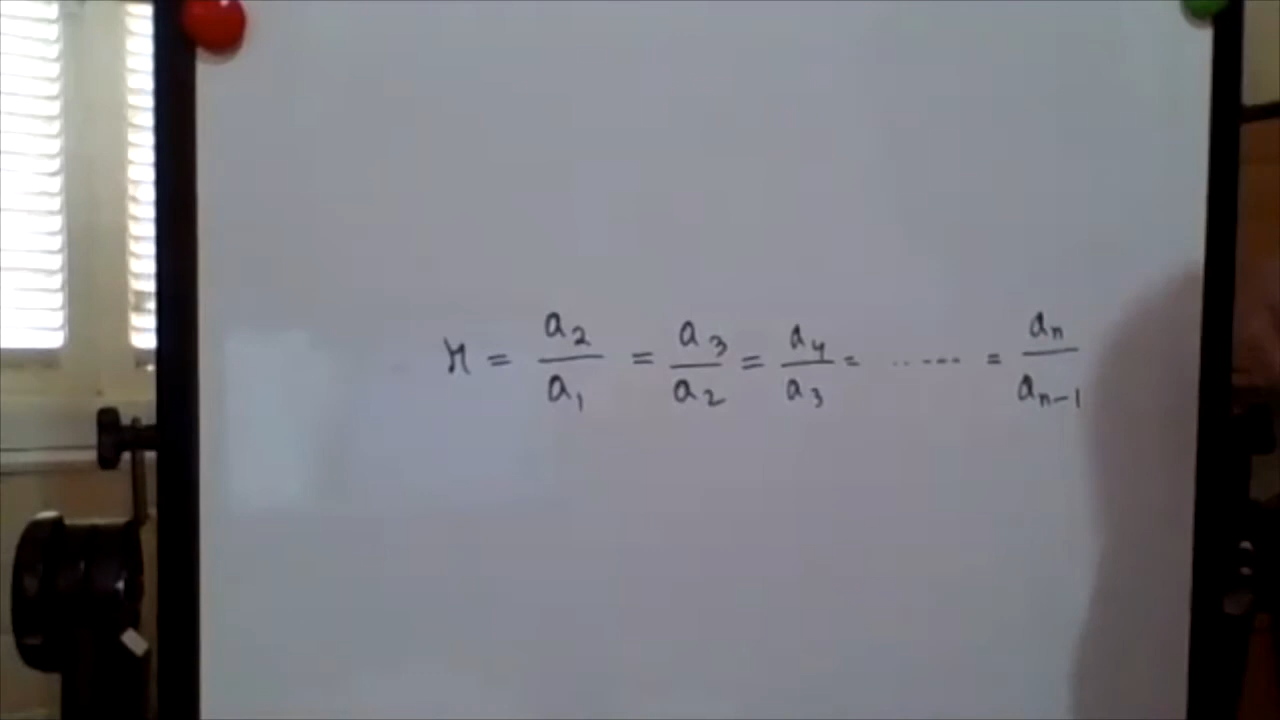 r = a₂/a₁ = a₃/a₂ = a₄/a₃ = ...... = aₙ/aₙ₋₁